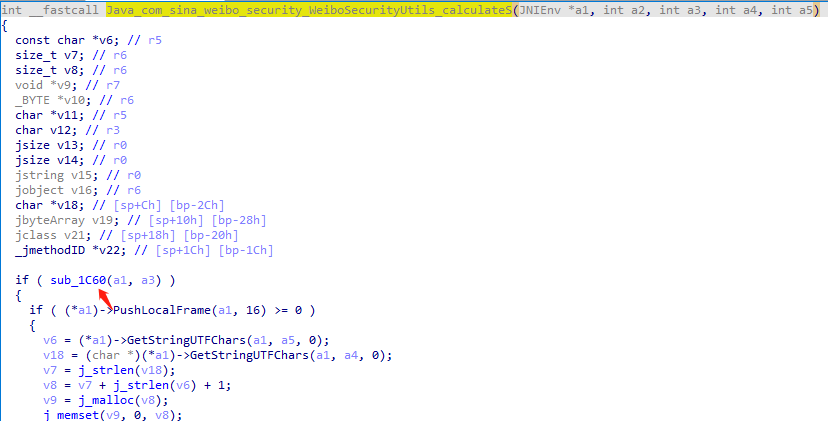 int __fastcall Java_com_sina_weibo_security_WeiboSecurityUtils_calculateS(JNIEnv *a1, int a2, int a3, int a4, int a5)
{
const char *v6; // r5
size_t v7; // r6
size_t v8; // r6
void *v9; // r7
_BYTE *v10; // r6
char *v11; // r5
char v12; // r3
jsize v13; // r0
jsize v14; // r0
jstring v15; // r0
jobject v16; // r6
char *v18; // [sp+Ch] [bp-2Ch]
jbyteArray v19; // [sp+10h] [bp-28h]
jclass v21; // [sp+18h] [bp-20h]
_jmethodID *v22; // [sp+1Ch] [bp-1Ch]
if ( sub_1C60(a1, a3) )
{
if ( (*a1)->PushLocalFrame(a1, 16) >= 0 )
{
v6 = (*a1)->GetStringUTFChars(a1, a5, 0);
v18 = (char *)(*a1)->GetStringUTFChars(a1, a4, 0);
v7 = j_strlen(v18);
v8 = v7 + j_strlen(v6) + 1;
v9 = j_malloc(v8);
j_memset(v9, 0, v8);